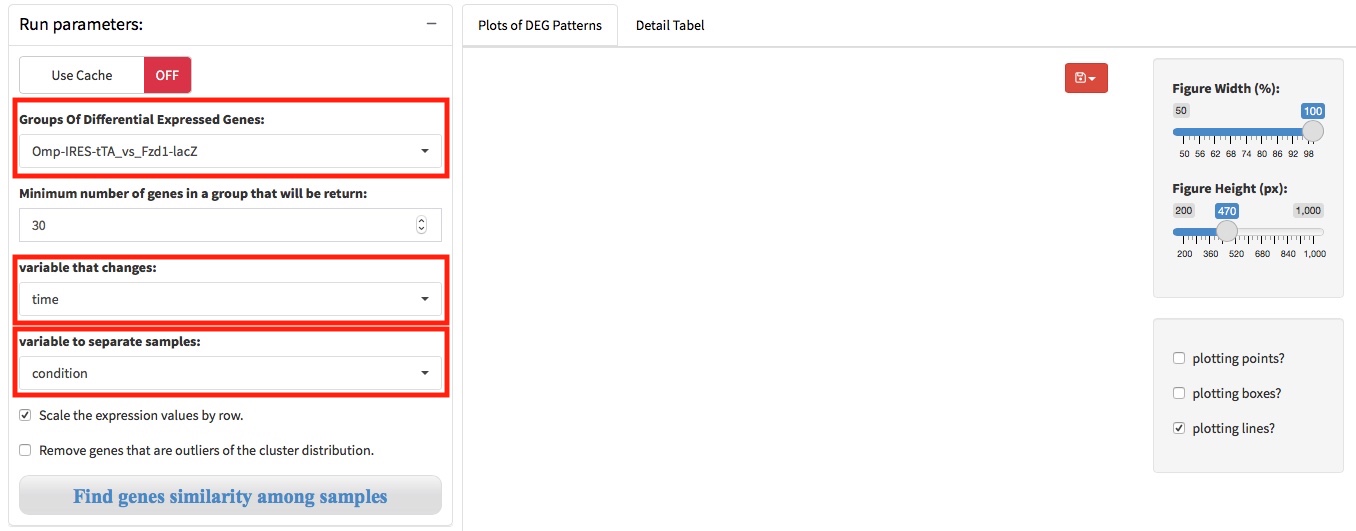 Run parameters:
Use Cache OFF
Groups Of Differential Expressed Genes:
Omp-IRES-tTA_vs_Fzd1-lacZ
Minimum number of genes in a group that will be return:
30
variable that changes:
time
variable to separate samples:
condition
Scale the expression values by row.
Remove genes that are outliers of the cluster distribution.
Find genes similarity among samples
Plots of DEG Patterns Detail Tabel
Figure Width (%):
50 100
50 56 62 68 74 80 86 92 98
Figure Height (px):
200 470 1,000
200 360 520 680 840 1,000
plotting points?
plotting boxes?
plotting lines?